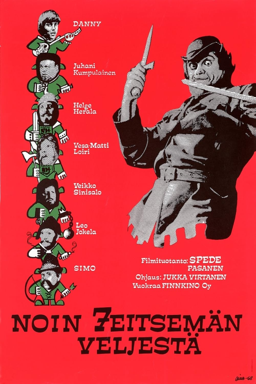 DANNY
Juhani
Kumpulainen
Helge
Herala
Vesa-Matti
Loiri
Veikko
Sinisalo
Leo
Jokela
SIMO
Filmituotanto: SPEDE
PASANEN
Ohjaus: JUKKA VIRTANEN
Vuokraa FINNKINO Oy
NOIN 7EITSEMÄN
VELJESTÄ